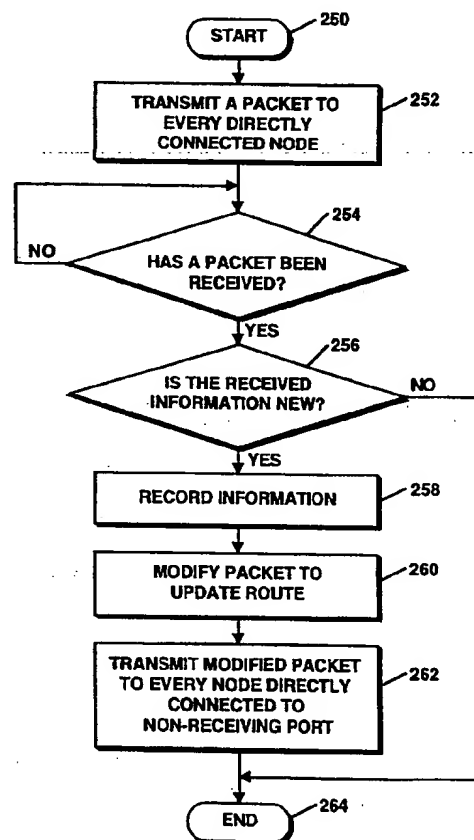 START
250
TRANSMIT A PACKET TO
EVERY DIRECTLY
CONNECTED NODE
252
254
NO
HAS A PACKET BEEN
RECEIVED?
YES
256
IS THE RECEIVED
INFORMATION NEW?
NO
YES
RECORD INFORMATION
258
MODIFY PACKET TO
UPDATE ROUTE
260
TRANSMIT MODIFIED PACKET
TO EVERY NODE DIRECTLY
CONNECTED TO
NON-RECEIVING PORT
262
END
264